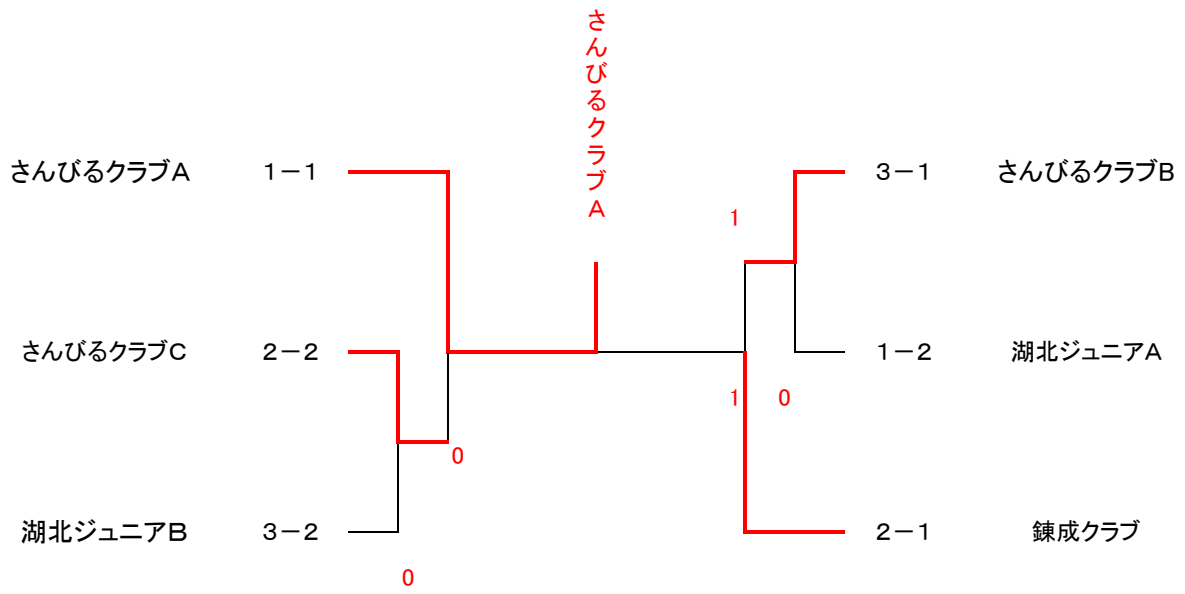 さんびるクラブA
さんびるクラブA 1-1
3-1 さんびるクラブB
1
さんびるクラブC 2-2
1-2 湖北ジュニアA
1 0
0
湖北ジュニアB 3-2
2-1 錬成クラブ
0